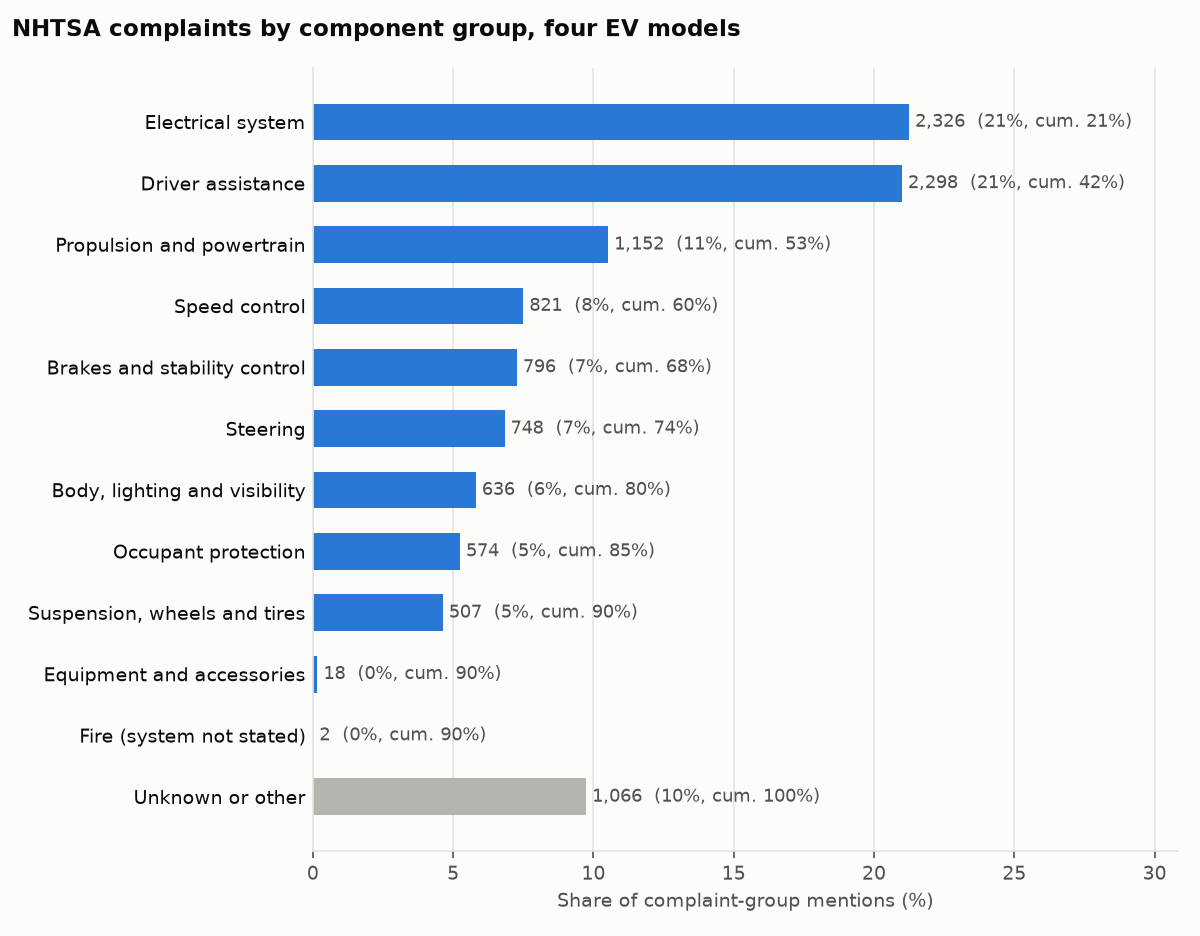 NHTSA complaints by component group, four EV models
Electrical system 2,326 (21%, cum. 21%)
Driver assistance 2,298 (21%, cum. 42%)
Propulsion and powertrain 1,152 (11%, cum. 53%)
Speed control 821 (8%, cum. 60%)
Brakes and stability control 796 (7%, cum. 68%)
Steering 748 (7%, cum. 74%)
Body, lighting and visibility 636 (6%, cum. 80%)
Occupant protection 574 (5%, cum. 85%)
Suspension, wheels and tires 507 (5%, cum. 90%)
Equipment and accessories 18 (0%, cum. 90%)
Fire (system not stated) 2 (0%, cum. 90%)
Unknown or other 1,066 (10%, cum. 100%)
0 5 10 15 20 25 30
Share of complaint-group mentions (%)